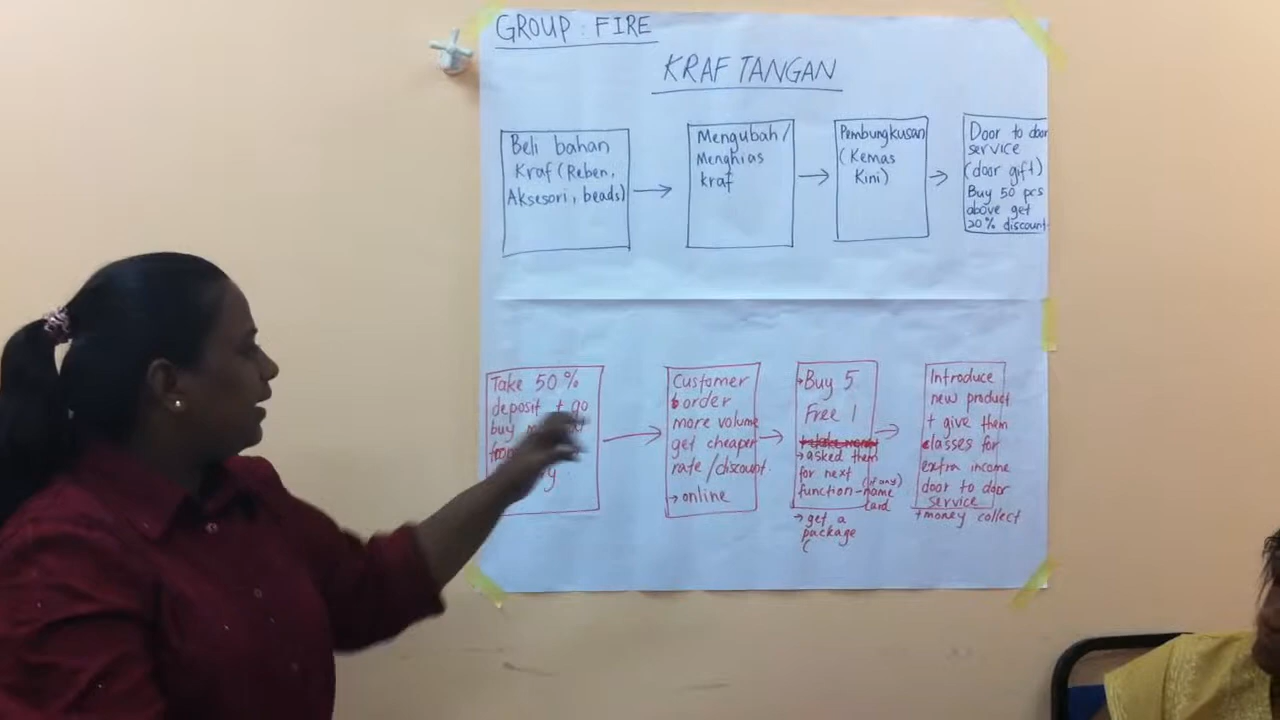 GROUP : FIRE
KRAF TANGAN
Beli bahan
Kraf (Reben,
Aksesori, beads)
Mengubah/
Menghias
kraf
Pembungkusan
(Kemas
Kini)
Door to door
service
(door gift)
Buy 50 pcs
above get
20% discount
Take 50%
deposit + go
buy
from
Customer
order
more volume
get cheaper
rate/discount.
→ online
→ Buy 5
Free 1
→ asked them
for next
function - name (if any)
card
→ get a
package
(
Introduce
new product
+ give them
classes for
extra income
door to door
service
+ money collect